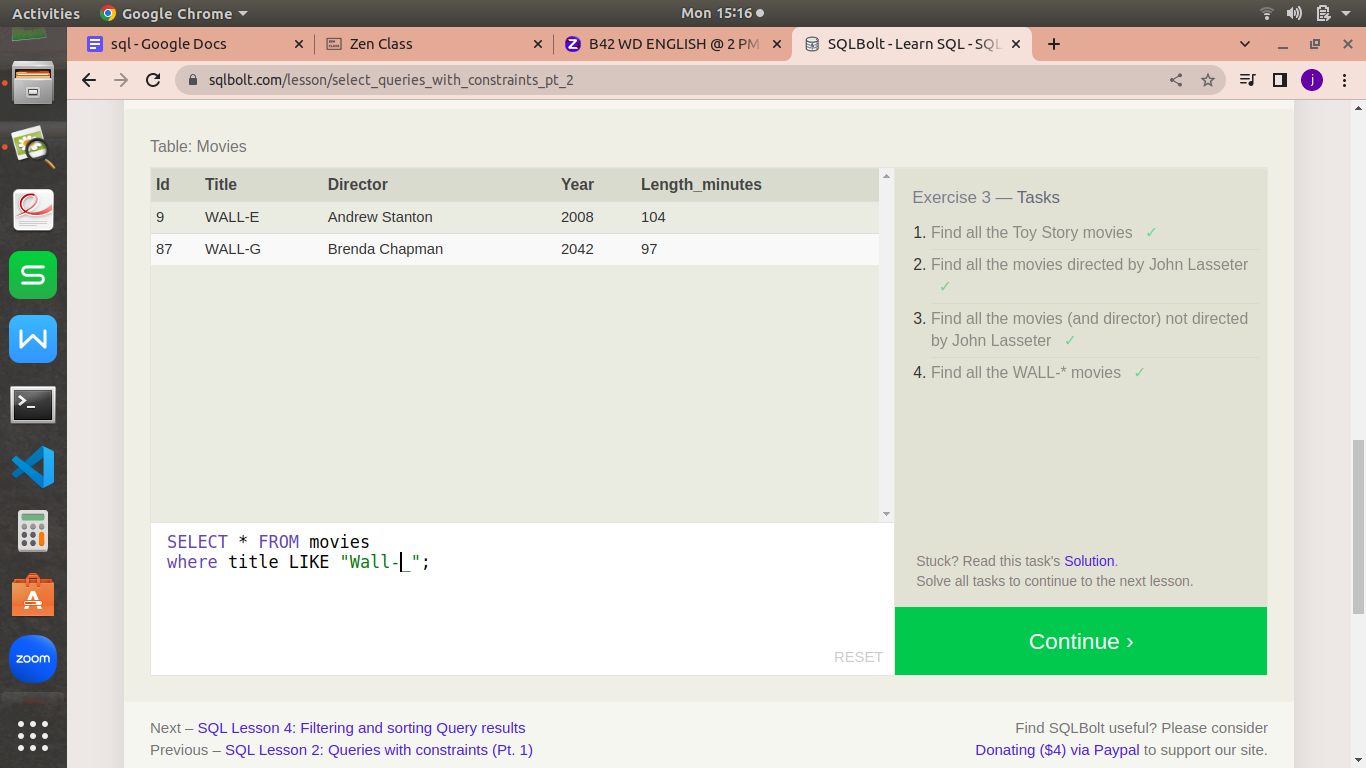 Activities Google Chrome Mon 15:16
sql - Google Docs Zen Class B42 WD ENGLISH @ 2 PM SQLBolt - Learn SQL - SQL
sqlbolt.com/lesson/select_queries_with_constraints_pt_2 j
Table: Movies
Id Title Director Year Length_minutes
9 WALL-E Andrew Stanton 2008 104
87 WALL-G Brenda Chapman 2042 97
Exercise 3 — Tasks
1. Find all the Toy Story movies ✓
2. Find all the movies directed by John Lasseter
✓
3. Find all the movies (and director) not directed
by John Lasseter ✓
4. Find all the WALL-* movies ✓
SELECT * FROM movies
where title LIKE "Wall-_";
RESET
Stuck? Read this task's Solution.
Solve all tasks to continue to the next lesson.
Continue ›
Next – SQL Lesson 4: Filtering and sorting Query results
Previous – SQL Lesson 2: Queries with constraints (Pt. 1)
Find SQLBolt useful? Please consider
Donating ($4) via Paypal to support our site.
zoom